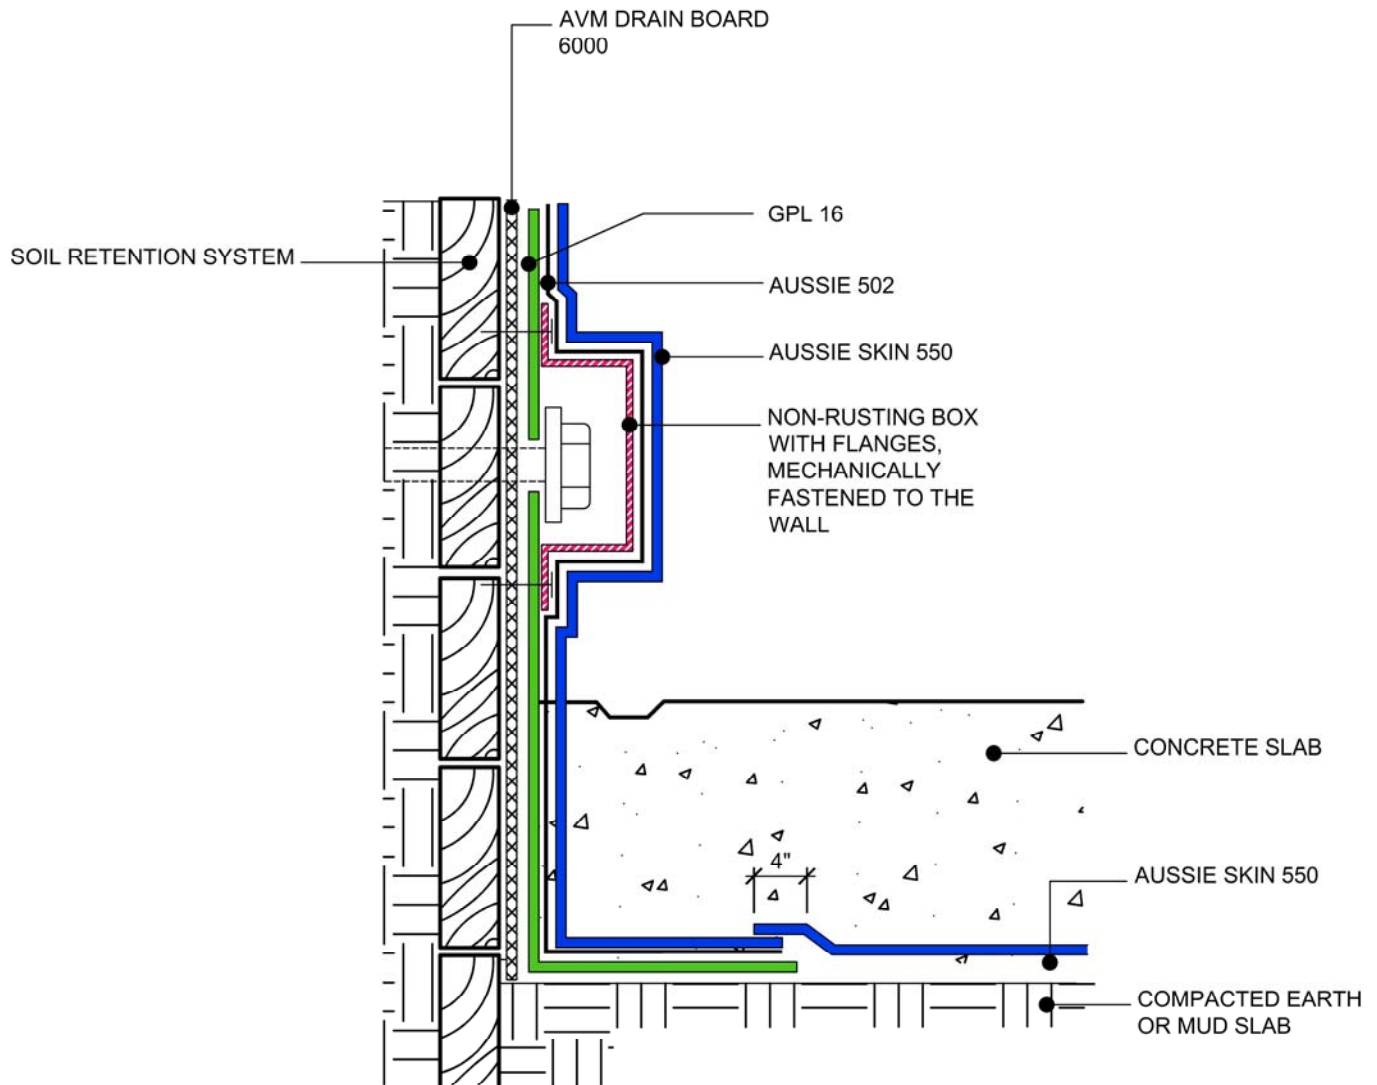 AVM DRAIN BOARD
6000
GPL 16
SOIL RETENTION SYSTEM
AUSSIE 502
AUSSIE SKIN 550
NON-RUSTING BOX
WITH FLANGES,
MECHANICALLY
FASTENED TO THE
WALL
CONCRETE SLAB
4"
AUSSIE SKIN 550
COMPACTED EARTH
OR MUD SLAB